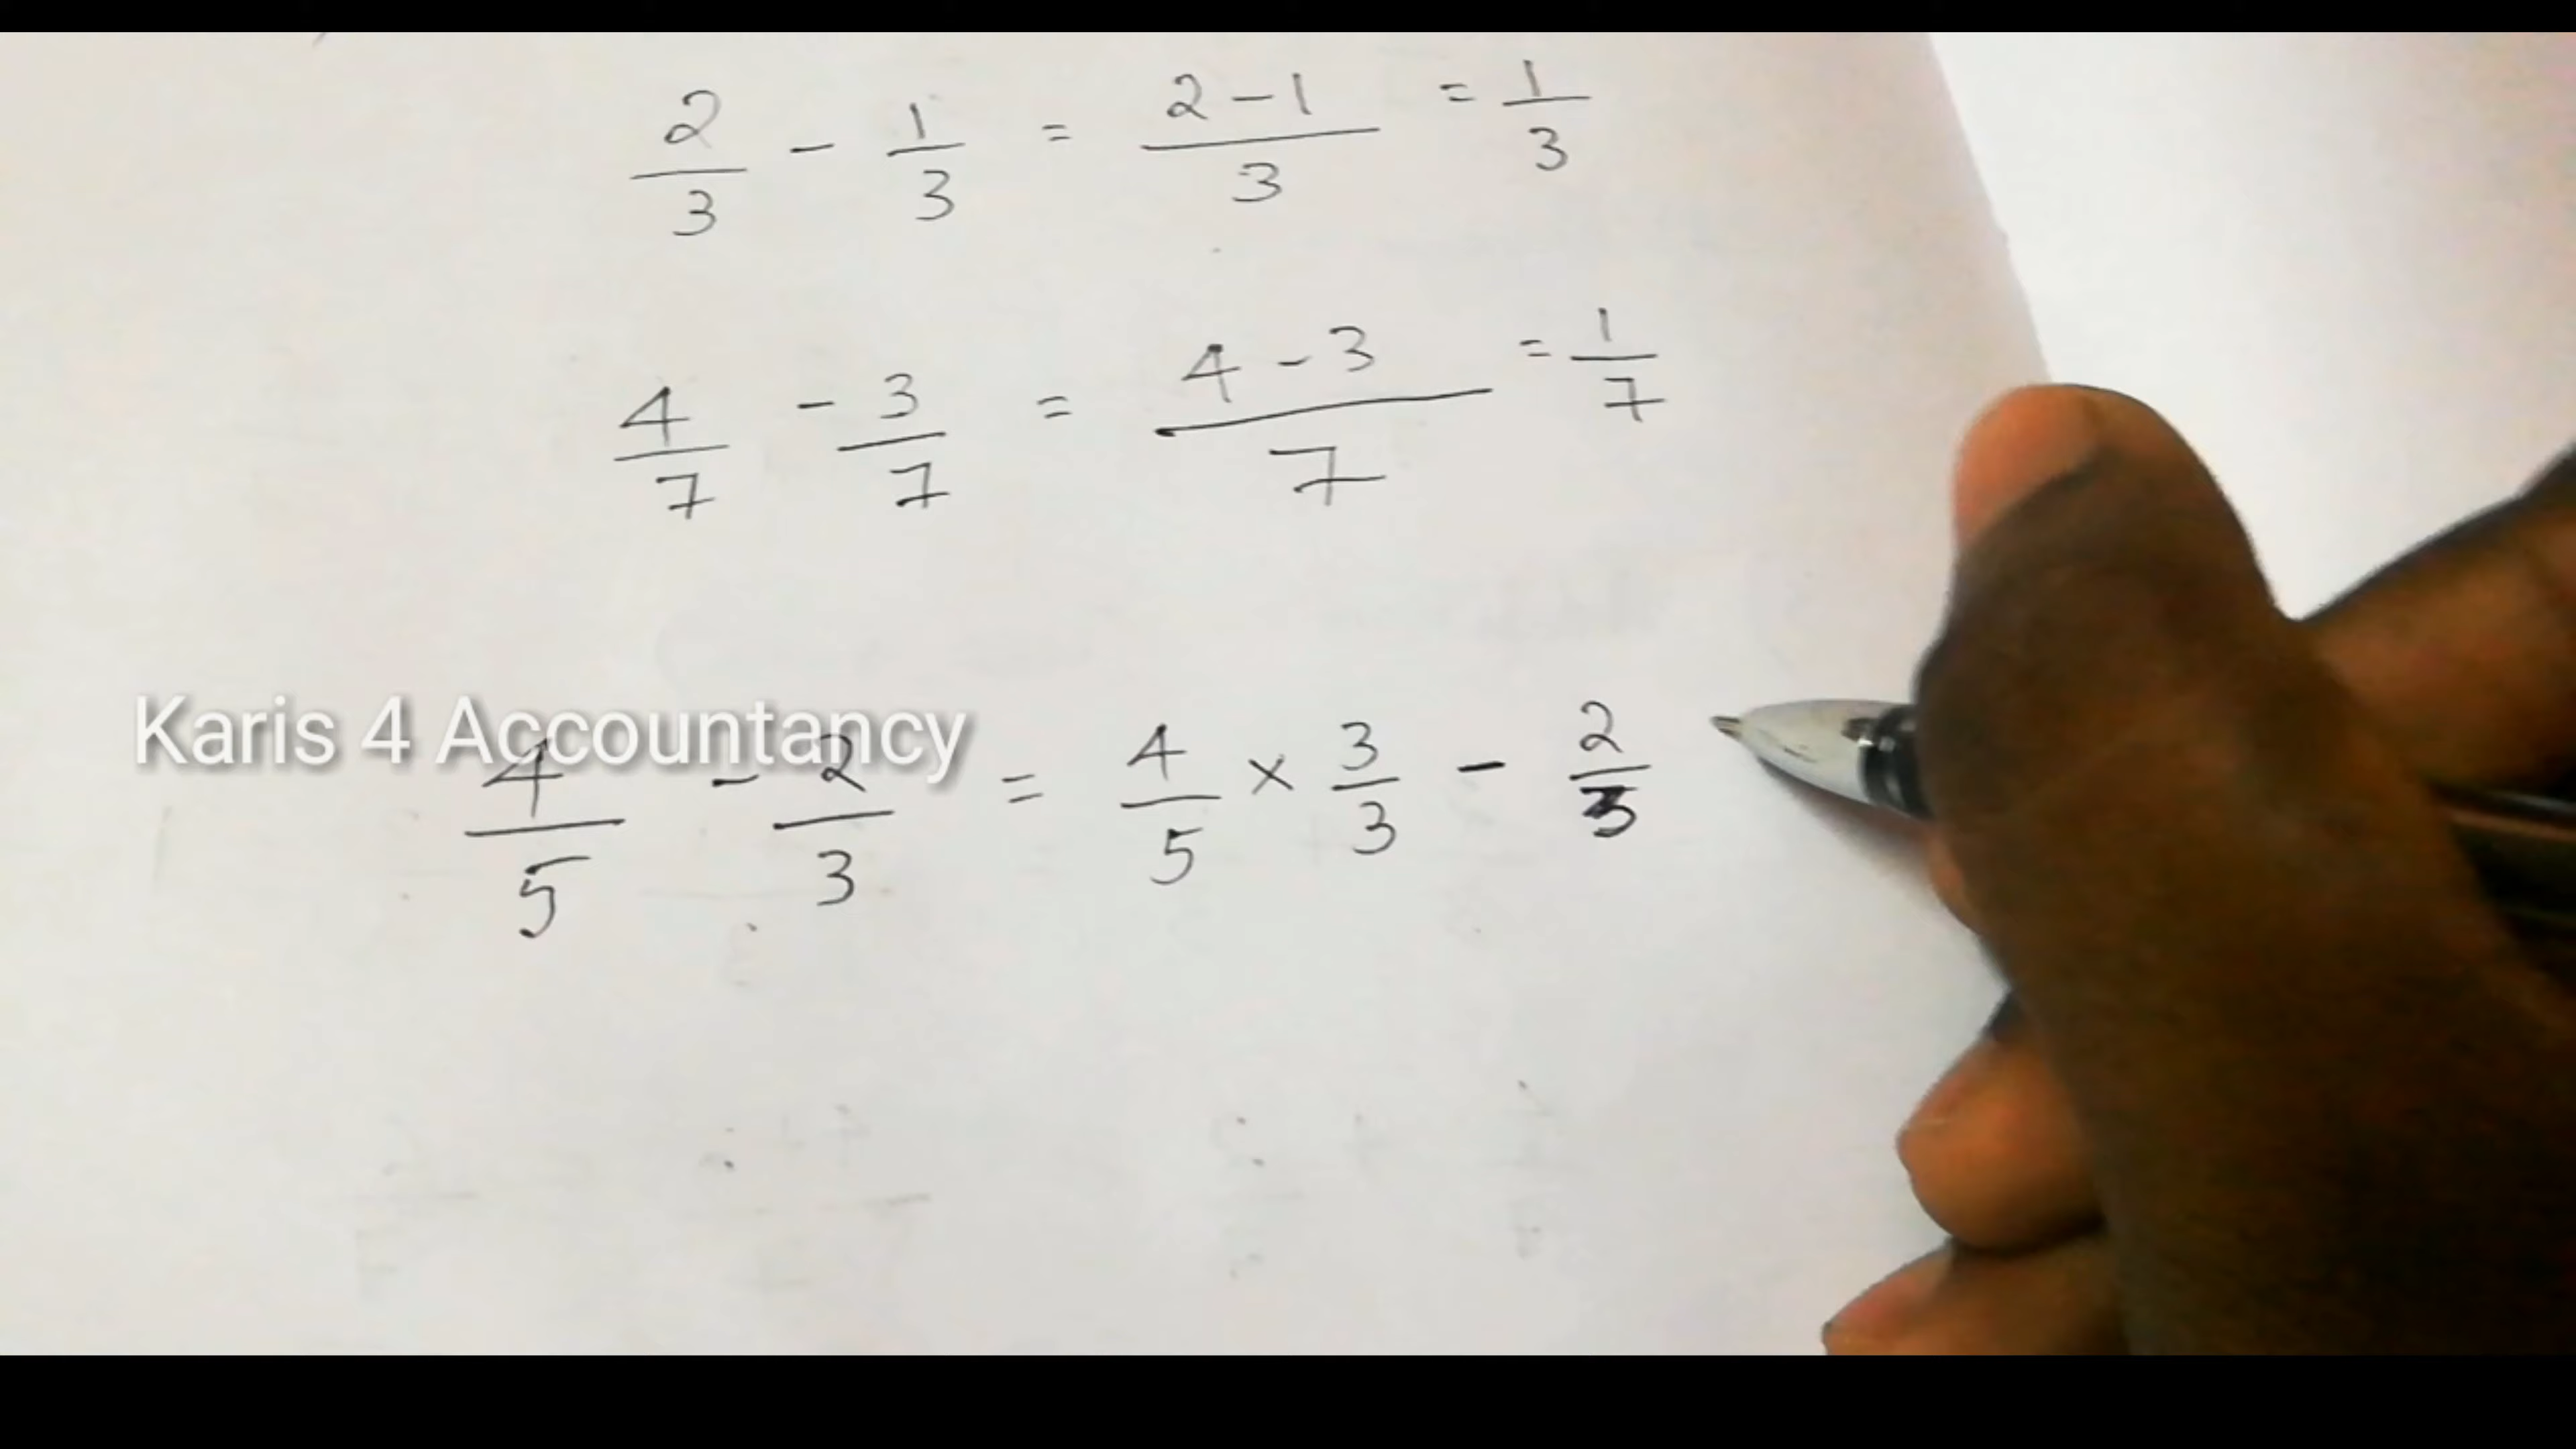 2/3 - 1/3 = 2-1/3 = 1/3
4/7 - 3/7 = 4-3/7 = 1/7
Karis 4 Accountancy
4/5 - 2/3 = 4/5 × 3/3 - 2/3